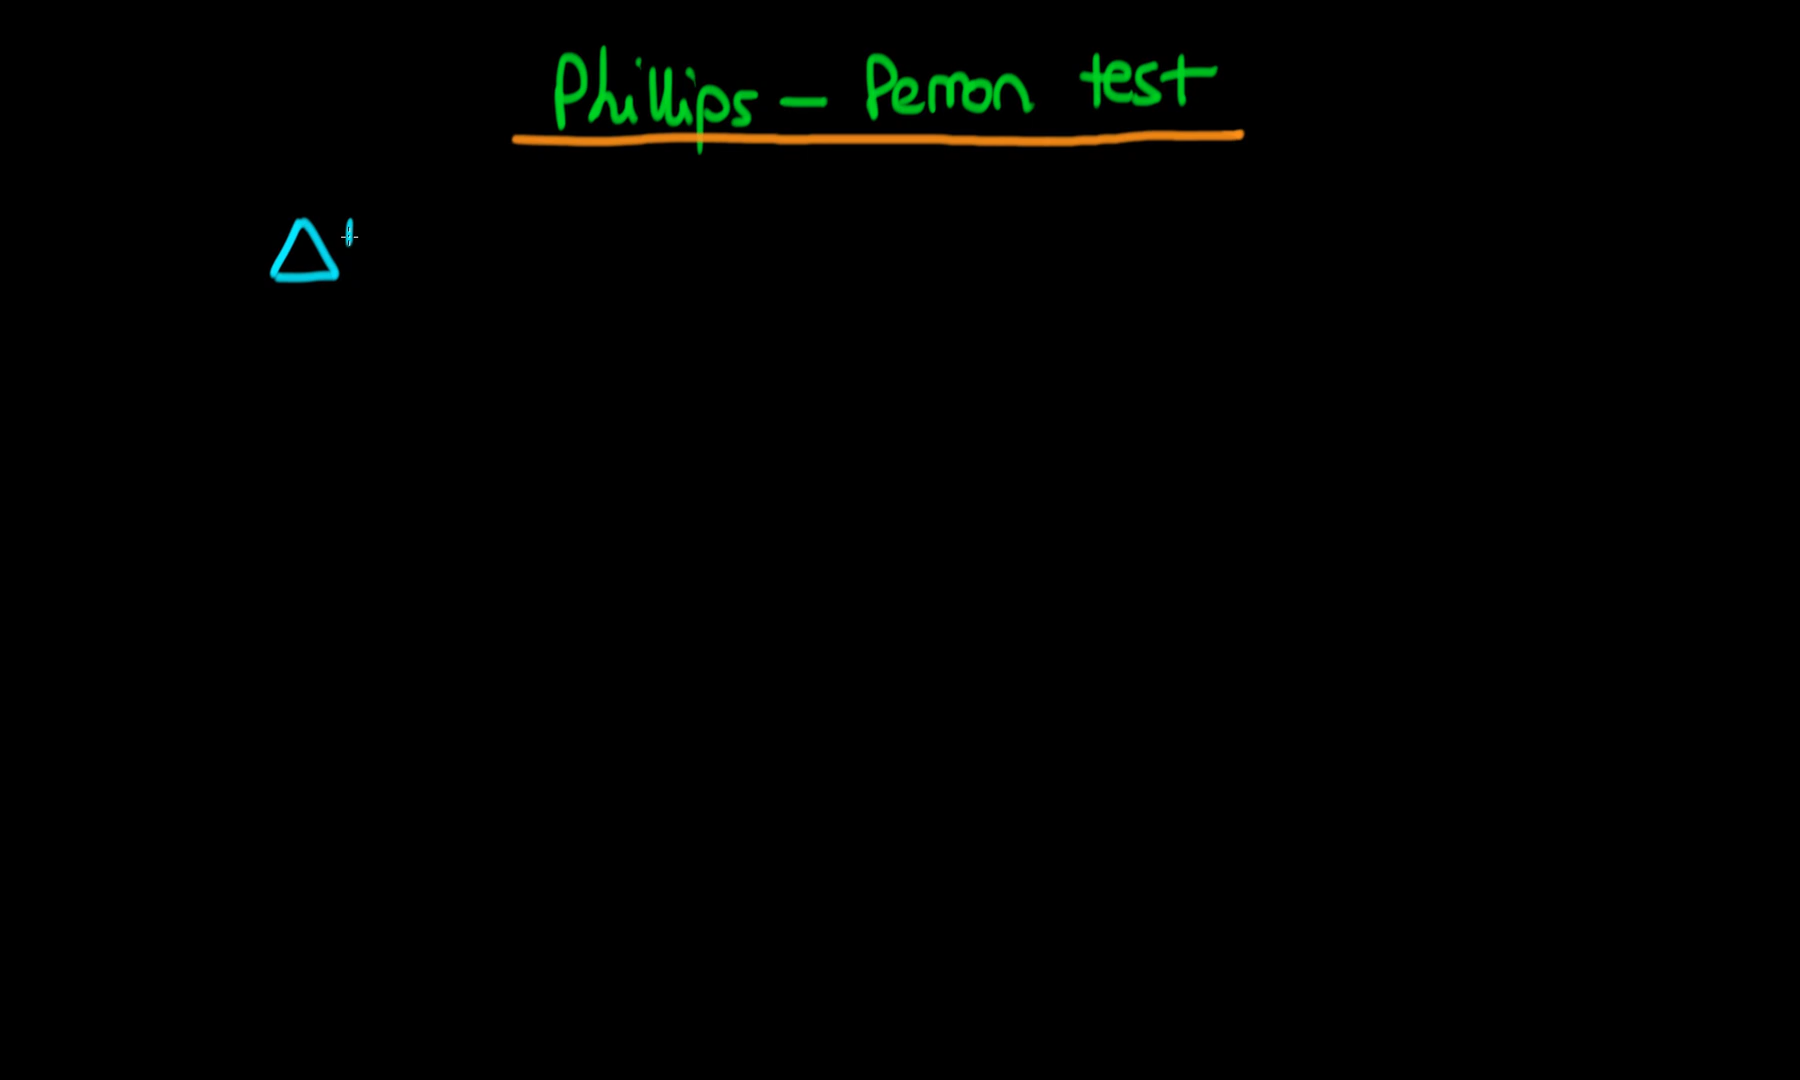 Phillips – Perron test
Δ